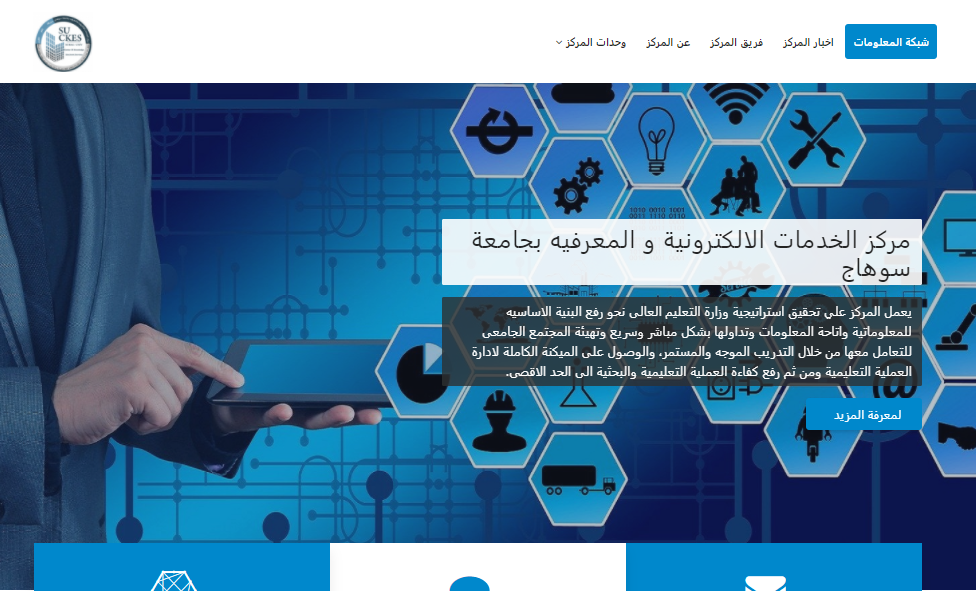 SU
CKES
شبكة المعلومات
اخبار المركز
فريق المركز
عن المركز
وحدات المركز
1010 0010 1001
0011 1110 0110
مركز الخدمات الالكترونية و المعرفيه بجامعة
سوهاج
يعمل المركز علي تحقيق استراتيجية وزارة التعليم العالى نحو رفع البنية الاساسيه
للمعلوماتية واتاحة المعلومات وتداولها بشكل مباشر وسريع وتهيئة المجتمع الجامعى
للتعامل معها من خلال التدريب الموجه والمستمر، والوصول على الميكنة الكاملة لادارة
العملية التعليمية ومن ثم رفع كفاءة العملية التعليمية والبحثية الى الحد الاقصى.
لمعرفة المزيد